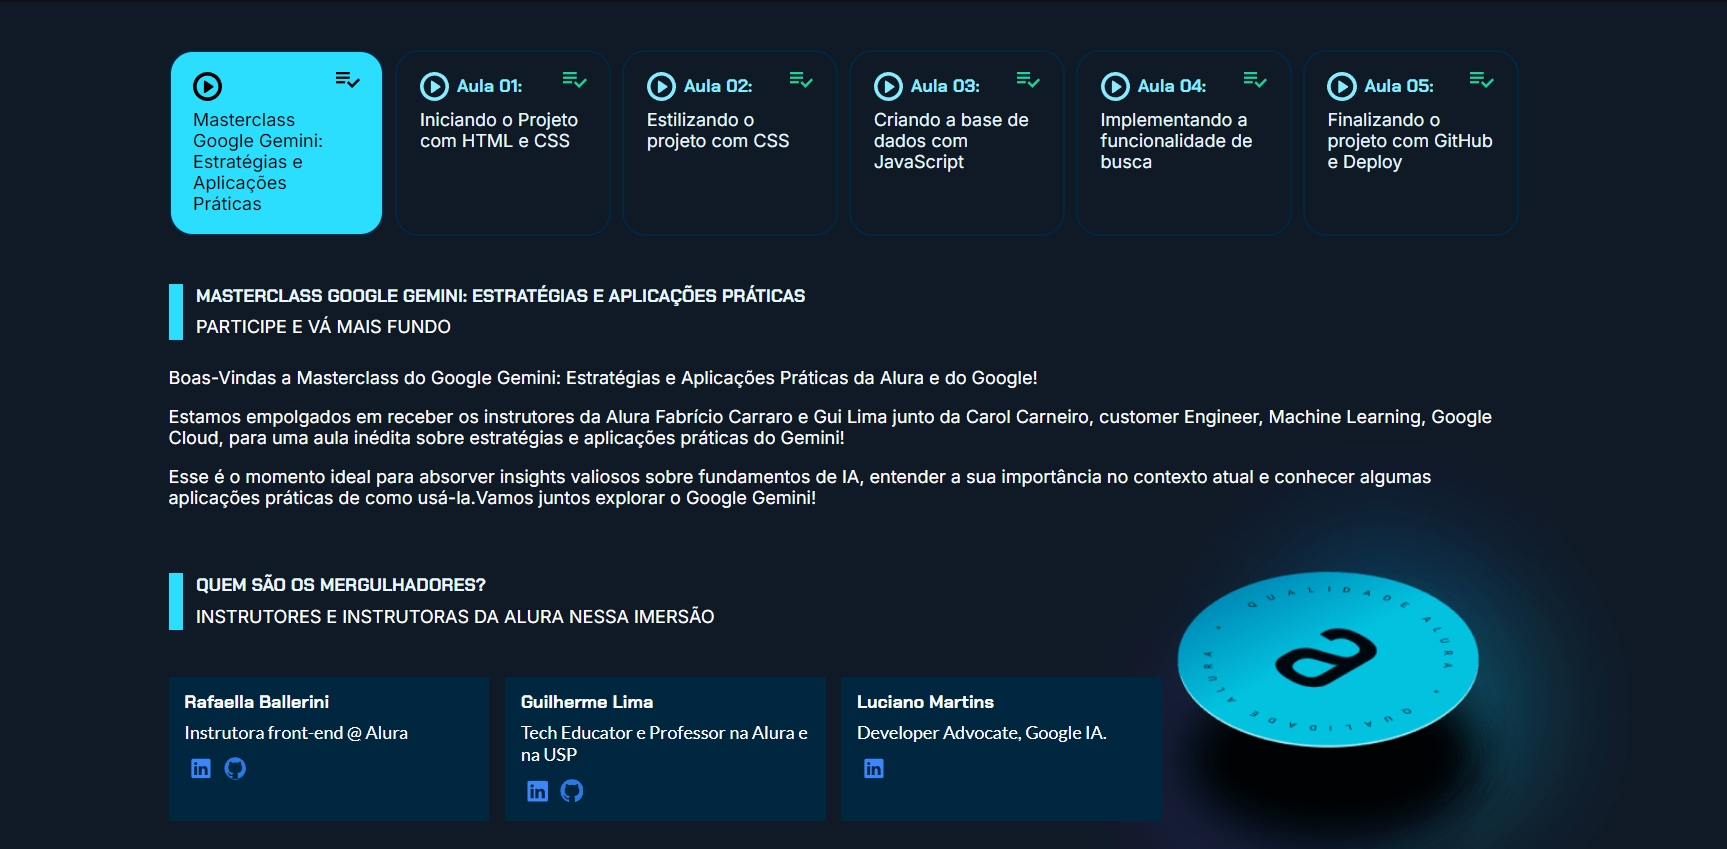 Masterclass
Google Gemini:
Estratégias e
Aplicações
Práticas
Aula 01:
Iniciando o Projeto
com HTML e CSS
Aula 02:
Estilizando o
projeto com CSS
Aula 03:
Criando a base de
dados com
JavaScript
Aula 04:
Implementando a
funcionalidade de
busca
Aula 05:
Finalizando o
projeto com GitHub
e Deploy
MASTERCLASS GOOGLE GEMINI: ESTRATÉGIAS E APLICAÇÕES PRÁTICAS
PARTICIPE E VÁ MAIS FUNDO
Boas-Vindas a Masterclass do Google Gemini: Estratégias e Aplicações Práticas da Alura e do Google!
Estamos empolgados em receber os instrutores da Alura Fabrício Carraro e Gui Lima junto da Carol Carneiro, customer Engineer, Machine Learning, Google
Cloud, para uma aula inédita sobre estratégias e aplicações práticas do Gemini!
Esse é o momento ideal para absorver insights valiosos sobre fundamentos de IA, entender a sua importância no contexto atual e conhecer algumas
aplicações práticas de como usá-la.Vamos juntos explorar o Google Gemini!
QUEM SÃO OS MERGULHADORES?
INSTRUTORES E INSTRUTORAS DA ALURA NESSA IMERSÃO
Rafaella Ballerini
Instrutora front-end @ Alura
Guilherme Lima
Tech Educator e Professor na Alura e
na USP
Luciano Martins
Developer Advocate, Google IA.
QUALIDADE ALURA • QUALIDADE ALURA •
a